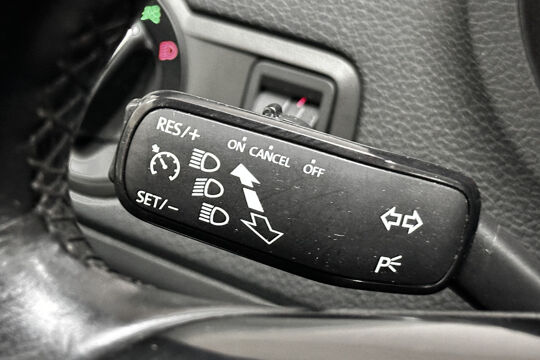 RES/+
ON CANCEL OFF
SET/-
P